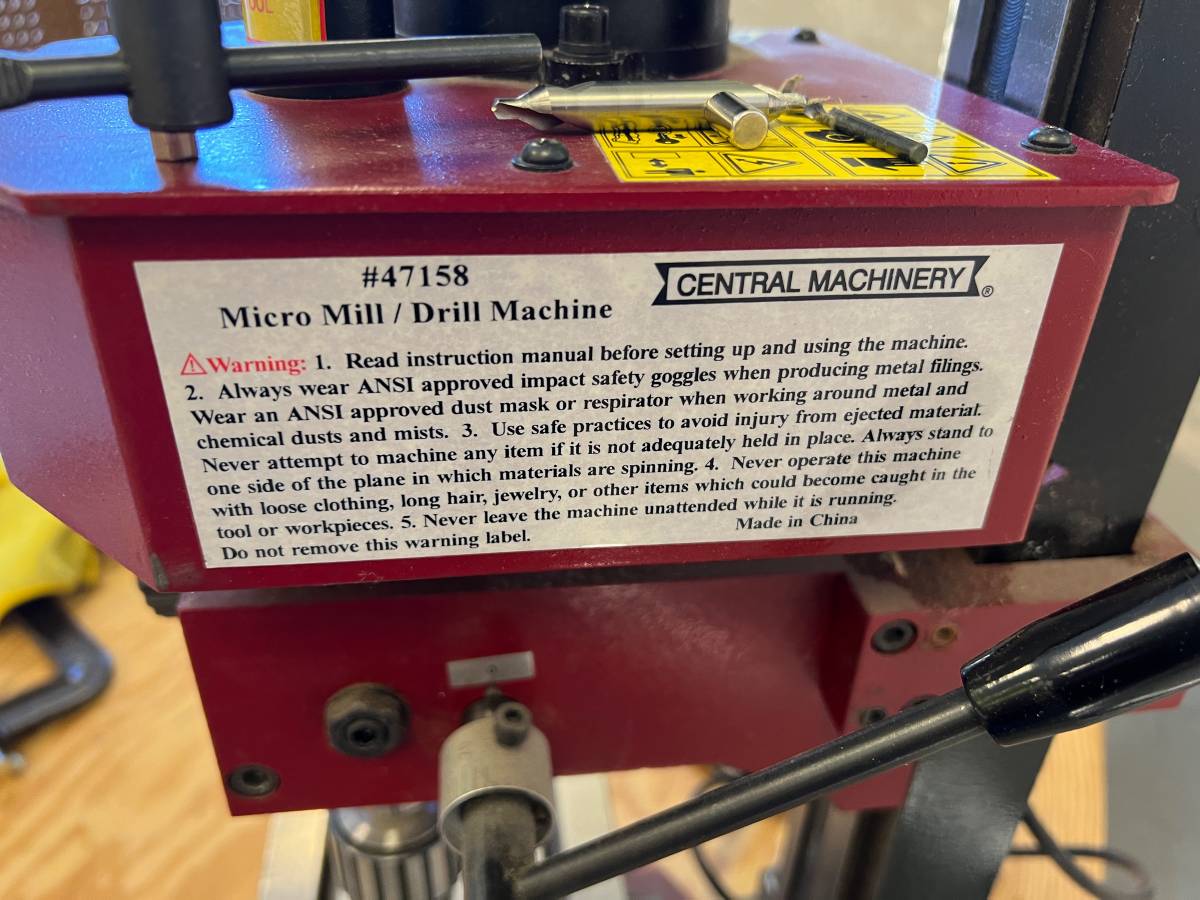 #47158
Micro Mill / Drill Machine
CENTRAL MACHINERY ®
⚠Warning: 1. Read instruction manual before setting up and using the machine.
2. Always wear ANSI approved impact safety goggles when producing metal filings.
Wear an ANSI approved dust mask or respirator when working around metal and
chemical dusts and mists. 3. Use safe practices to avoid injury from ejected material.
Never attempt to machine any item if it is not adequately held in place. Always stand to
one side of the plane in which materials are spinning. 4. Never operate this machine
with loose clothing, long hair, jewelry, or other items which could become caught in the
tool or workpieces. 5. Never leave the machine unattended while it is running.
Do not remove this warning label.
Made in China